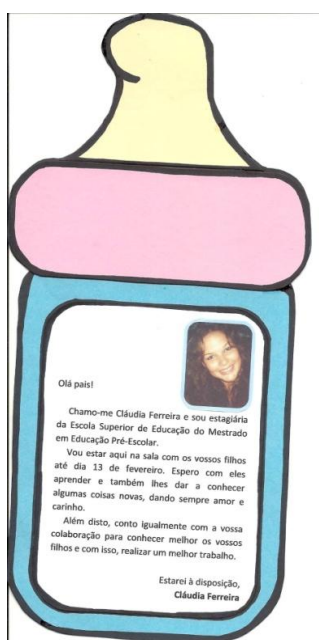 Olá pais!
Chamo-me Cláudia Ferreira e sou estagiária
da Escola Superior de Educação do Mestrado
em Educação Pré-Escolar.
Vou estar aqui na sala com os vossos filhos
até dia 13 de fevereiro. Espero com eles
aprender e também lhes dar a conhecer
algumas coisas novas, dando sempre amor e
carinho.
Além disto, conto igualmente com a vossa
colaboração para conhecer melhor os vossos
filhos e com isso, realizar um melhor trabalho.
Estarei à disposição,
Cláudia Ferreira